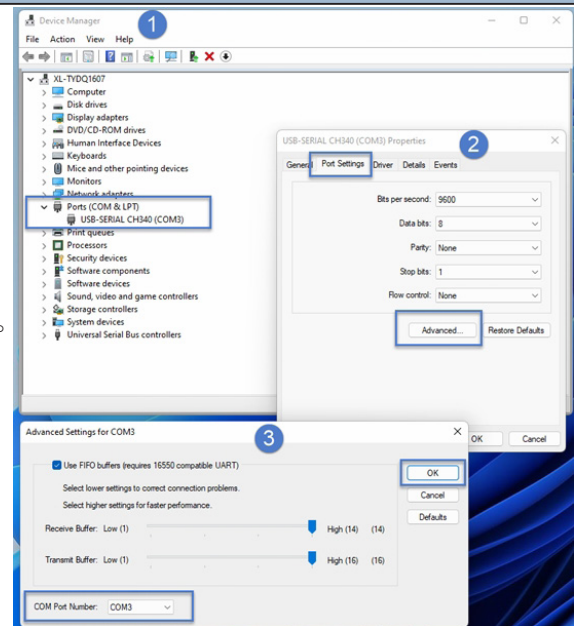 Device Manager
1
File Action View Help
XL-TYDQ1607
Computer
Disk drives
Display adapters
DVD/CD-ROM drives
Human Interface Devices
Keyboards
Mice and other pointing devices
Monitors
Network adapters
Ports (COM & LPT)
USB-SERIAL CH340 (COM3)
Print queues
Processors
Security devices
Software components
Software devices
Sound, video and game controllers
Storage controllers
System devices
Universal Serial Bus controllers
USB-SERIAL CH340 (COM3) Properties
2
General Port Settings Driver Details Events
Bits per second: 9600
Data bits: 8
Parity: None
Stop bits: 1
Flow control: None
Advanced... Restore Defaults
OK Cancel
Advanced Settings for COM3
3
Use FIFO buffers (requires 16550 compatible UART)
Select lower settings to correct connection problems.
Select higher settings for faster performance.
Receive Buffer: Low (1) High (14) (14)
Transmit Buffer: Low (1) High (16) (16)
COM Port Number: COM3
OK
Cancel
Defaults